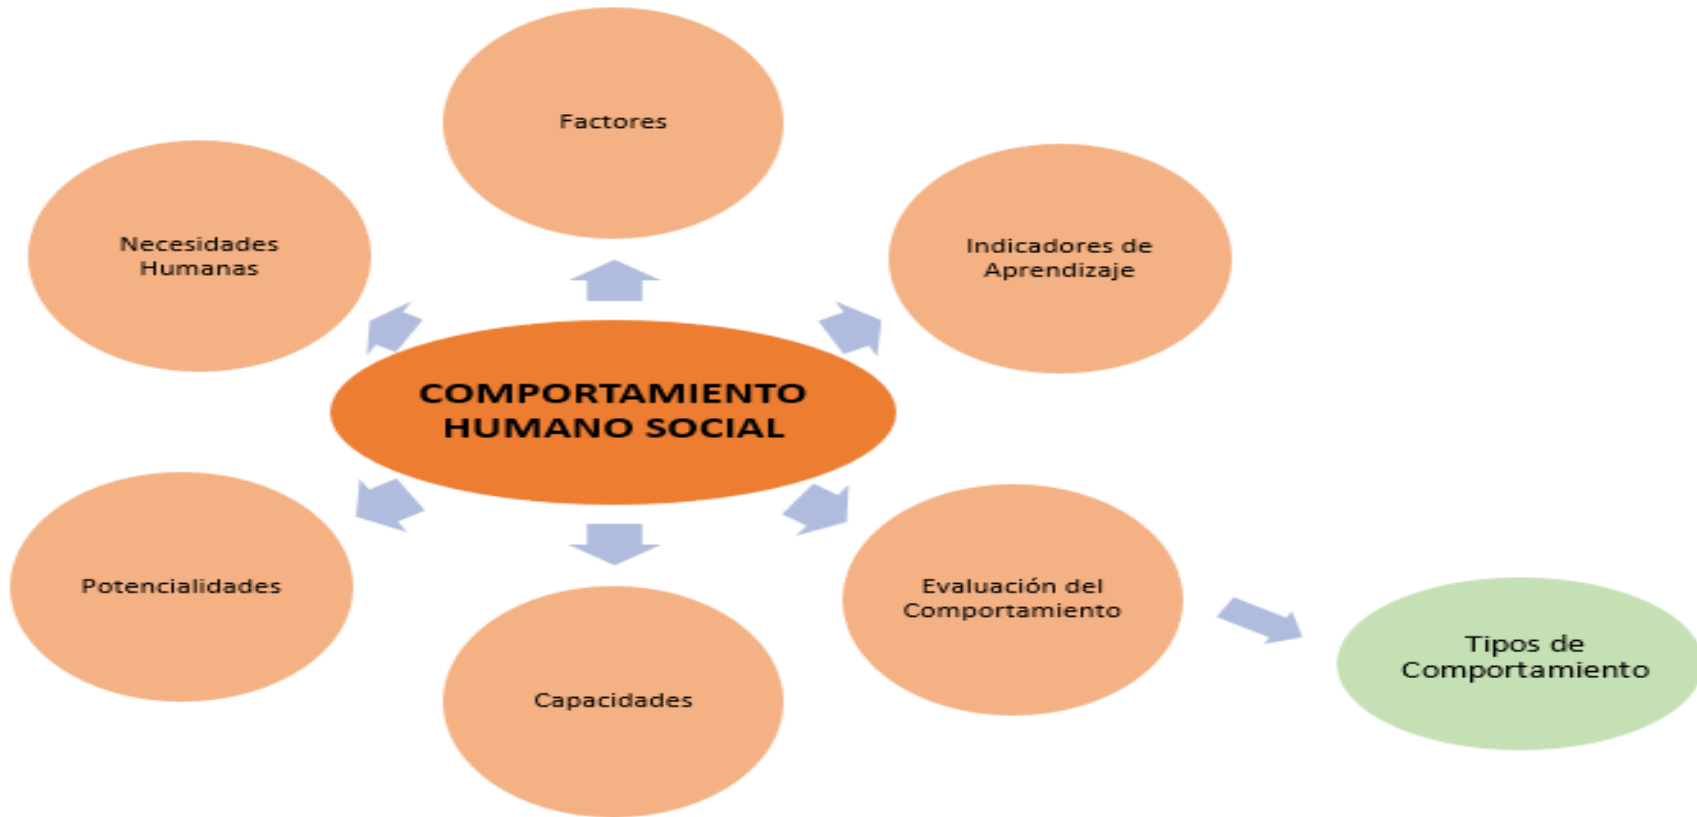 Factores
Necesidades
Humanas
Indicadores de
Aprendizaje
COMPORTAMIENTO
HUMANO SOCIAL
Potencialidades
Evaluación del
Comportamiento
Capacidades
Tipos de
Comportamiento